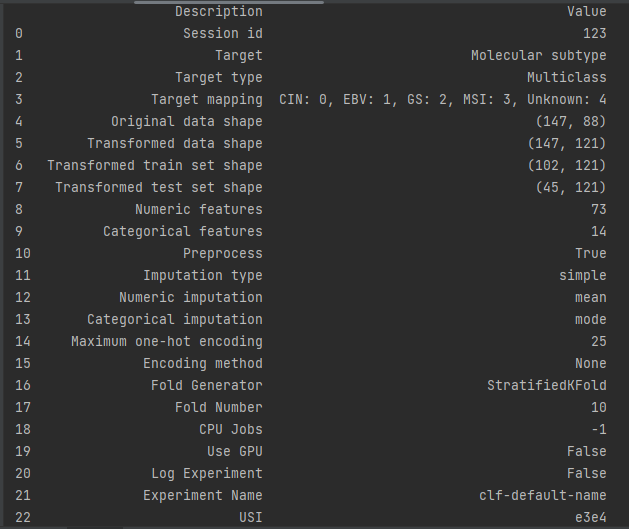 Description Value
0 Session id 123
1 Target Molecular subtype
2 Target type Multiclass
3 Target mapping CIN: 0, EBV: 1, GS: 2, MSI: 3, Unknown: 4
4 Original data shape (147, 88)
5 Transformed data shape (147, 121)
6 Transformed train set shape (102, 121)
7 Transformed test set shape (45, 121)
8 Numeric features 73
9 Categorical features 14
10 Preprocess True
11 Imputation type simple
12 Numeric imputation mean
13 Categorical imputation mode
14 Maximum one-hot encoding 25
15 Encoding method None
16 Fold Generator StratifiedKFold
17 Fold Number 10
18 CPU Jobs -1
19 Use GPU False
20 Log Experiment False
21 Experiment Name clf-default-name
22 USI e3e4